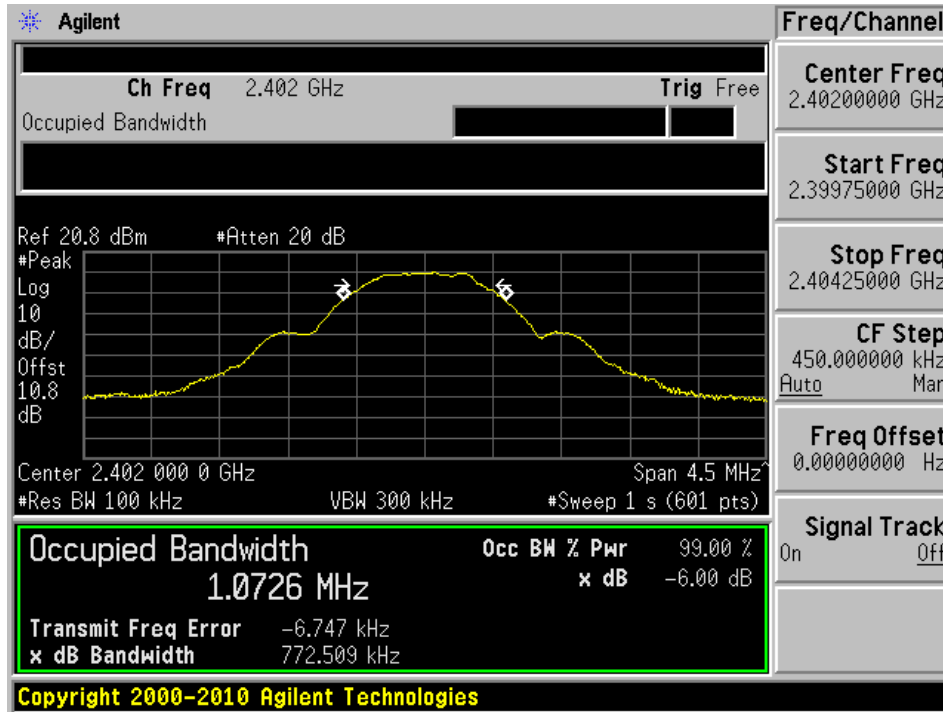 Agilent
Freq/Channel
Ch Freq 2.402 GHz Trig Free
Occupied Bandwidth
Center Freq
2.40200000 GHz
Start Freq
2.39975000 GHz
Stop Freq
2.40425000 GHz
CF Step
450.000000 kHz
Auto Man
Freq Offset
0.00000000 Hz
Signal Track
On Off
Ref 20.8 dBm #Atten 20 dB
#Peak
Log
10
dB/
Offst
10.8
dB
Center 2.402 000 0 GHz Span 4.5 MHz^
#Res BW 100 kHz VBW 300 kHz #Sweep 1 s (601 pts)
Occupied Bandwidth
1.0726 MHz
Occ BW % Pwr 99.00 %
x dB -6.00 dB
Transmit Freq Error -6.747 kHz
x dB Bandwidth 772.509 kHz
Copyright 2000-2010 Agilent Technologies